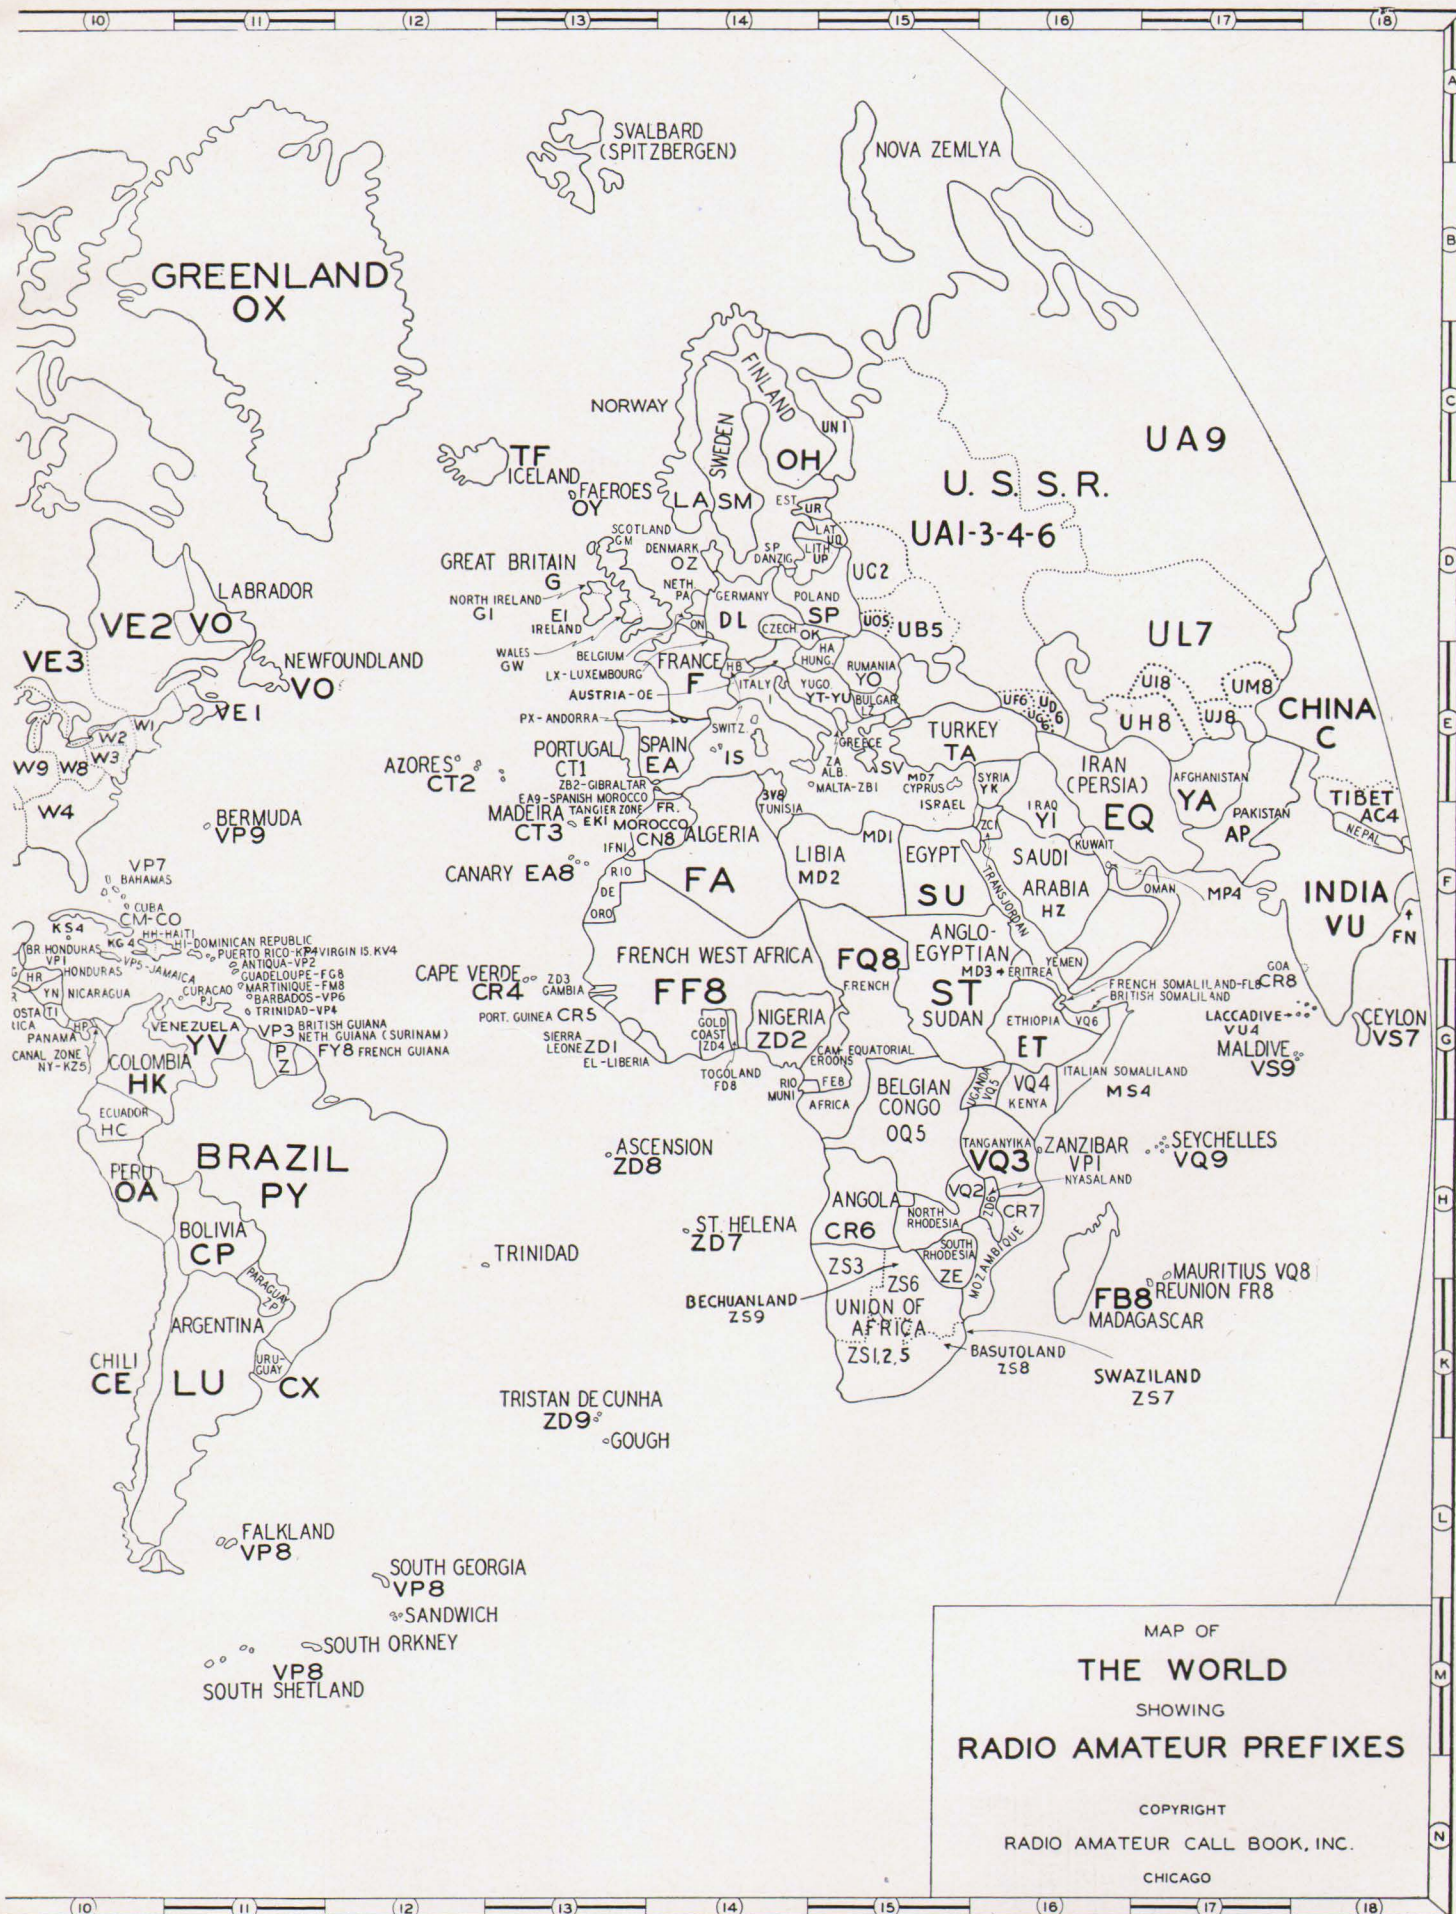 10 11 12 13 14 15 16 17 18
A
SVALBARD
(SPITZBERGEN)
NOVA ZEMLYA
B
GREENLAND
OX
NORWAY
FINLAND
SWEDEN
UN1
OH
C
UA9
TF
ICELAND
FAEROES
OY
LA
SM
EST.
UR
U. S. S. R.
UA1-3-4-6
SCOTLAND
GM
DENMARK
OZ
SP
DANZIG
LAT
UQ
LITH
UP
UC2
D
GREAT BRITAIN
G
NORTH IRELAND
GI
EI
IRELAND
NETH.
PA
GERMANY
DL
POLAND
SP
UO5
UB5
UL7
LABRADOR
VE2
VO
VE3
NEWFOUNDLAND
VO
VE1
WALES
GW
BELGIUM
ON
LX-LUXEMBOURG
AUSTRIA-OE
CZECH
OK
HA
HUNG.
FRANCE
F
HB
ITALY
I
YUGO.
YT-YU
RUMANIA
YO
BULGAR
LZ
UF6
UD
6
UG
6
UI8
UM8
UH8
UJ8
CHINA
C
E
W1
W2
W3
W9
W8
W4
PX-ANDORRA
SWITZ.
IS
PORTUGAL
CT1
SPAIN
EA
ZA
ALB.
GREECE
SV
TURKEY
TA
AZORES
CT2
ZB2-GIBRALTAR
EA9-SPANISH MOROCCO
TANGIER ZONE
EK1
MADEIRA
CT3
FR.
MOROCCO
CN8
3V8
TUNISIA
MALTA-ZB1
MD7
CYPRUS
ISRAEL
SYRIA
YK
IRAN
(PERSIA)
EQ
AFGHANISTAN
YA
PAKISTAN
AP
TIBET
AC4
NEPAL
BERMUDA
VP9
IRAQ
YI
ZC1
KUWAIT
ALGERIA
FA
LIBIA
MD2
MD1
EGYPT
SU
TRANSJORDAN
SAUDI
ARABIA
HZ
OMAN
MP4
INDIA
VU
FN
F
VP7
BAHAMAS
CANARY EA8
IFNI
RIO
DE
ORO
CUBA
CM-CO
KS4
HH-HAITI
KG4
HI-DOMINICAN REPUBLIC
PUERTO RICO-KP4
VIRGIN IS. KV4
BR HONDURAS
VP1
VP5-JAMAICA
ANTIQUA-VP2
GUADELOUPE-FG8
MARTINIQUE-FM8
BARBADOS-VP6
TRINIDAD-VP4
HR
HONDURAS
YN
NICARAGUA
CURACAO
PJ
TI
HP
PANAMA
CANAL ZONE
NY-KZ5
VENEZUELA
YV
VP3
BRITISH GUIANA
NETH GUIANA (SURINAM)
FY8 FRENCH GUIANA
PZ
COLOMBIA
HK
CAPE VERDE
CR4
ZD3
GAMBIA
PORT. GUINEA CR5
SIERRA
LEONE ZD1
EL-LIBERIA
FRENCH WEST AFRICA
FF8
GOLD
COAST
ZD4
TOGOLAND
FD8
NIGERIA
ZD2
FQ8
FRENCH
ANGLO-
EGYPTIAN
ST
SUDAN
MD3
ERITREA
YEMEN
FRENCH SOMALILAND-FL8
BRITISH SOMALILAND
VQ6
ETHIOPIA
ET
GOA
CR8
LACCADIVE
VU4
MALDIVE
VS9
CEYLON
VS7
G
CAM-
EROONS
EQUATORIAL
FE8
RIO
MUNI
AFRICA
BELGIAN
CONGO
OQ5
UGANDA
VQ5
VQ4
KENYA
ITALIAN SOMALILAND
MS4
ECUADOR
HC
PERU
OA
BRAZIL
PY
ASCENSION
ZD8
TANGANYIKA
VQ3
ZANZIBAR
VP1
NYASALAND
SEYCHELLES
VQ9
H
BOLIVIA
CP
ANGOLA
CR6
VQ2
NORTH
RHODESIA
ZD6
CR7
MOZAMBIQUE
ST. HELENA
ZD7
TRINIDAD
SOUTH
RHODESIA
ZE
ZS3
ZS6
BECHUANLAND
ZS9
MAURITIUS VQ8
REUNION FR8
FB8
MADAGASCAR
PARAGUAY
ZP
ARGENTINA
LU
CHILI
CE
URU-
GUAY
CX
UNION OF
AFRICA
ZS1,2,5
BASUTOLAND
ZS8
SWAZILAND
ZS7
K
TRISTAN DE CUNHA
ZD9
GOUGH
L
FALKLAND
VP8
SOUTH GEORGIA
VP8
SANDWICH
SOUTH ORKNEY
VP8
SOUTH SHETLAND
M
MAP OF
THE WORLD
SHOWING
RADIO AMATEUR PREFIXES
COPYRIGHT
RADIO AMATEUR CALL BOOK, INC.
CHICAGO
N
10 11 12 13 14 15 16 17 18